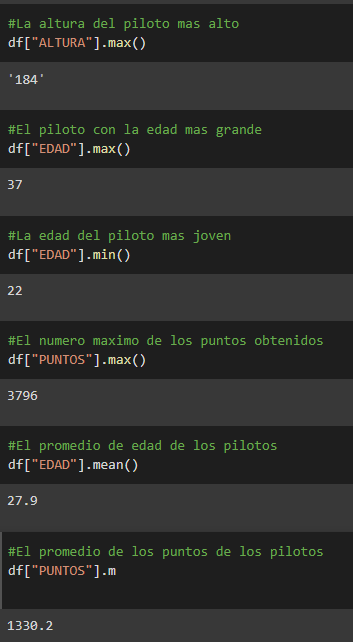 #La altura del piloto mas alto
df["ALTURA"].max()
'184'
#El piloto con la edad mas grande
df["EDAD"].max()
37
#La edad del piloto mas joven
df["EDAD"].min()
22
#El numero maximo de los puntos obtenidos
df["PUNTOS"].max()
3796
#El promedio de edad de los pilotos
df["EDAD"].mean()
27.9
#El promedio de los puntos de los pilotos
df["PUNTOS"].m
1330.2